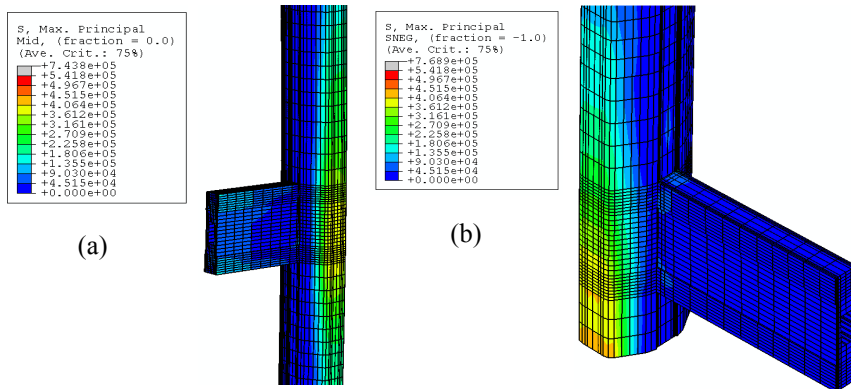 S, Max. Principal
Mid, (fraction = 0.0)
(Ave. Crit.: 75%)
+7.438e+05
+5.418e+05
+4.967e+05
+4.515e+05
+4.064e+05
+3.612e+05
+3.161e+05
+2.709e+05
+2.258e+05
+1.806e+05
+1.355e+05
+9.030e+04
+4.515e+04
+0.000e+00
(a)
S, Max. Principal
SNEG, (fraction = -1.0)
(Ave. Crit.: 75%)
+7.689e+05
+5.418e+05
+4.967e+05
+4.515e+05
+4.064e+05
+3.612e+05
+3.161e+05
+2.709e+05
+2.258e+05
+1.806e+05
+1.355e+05
+9.030e+04
+4.515e+04
+0.000e+00
(b)